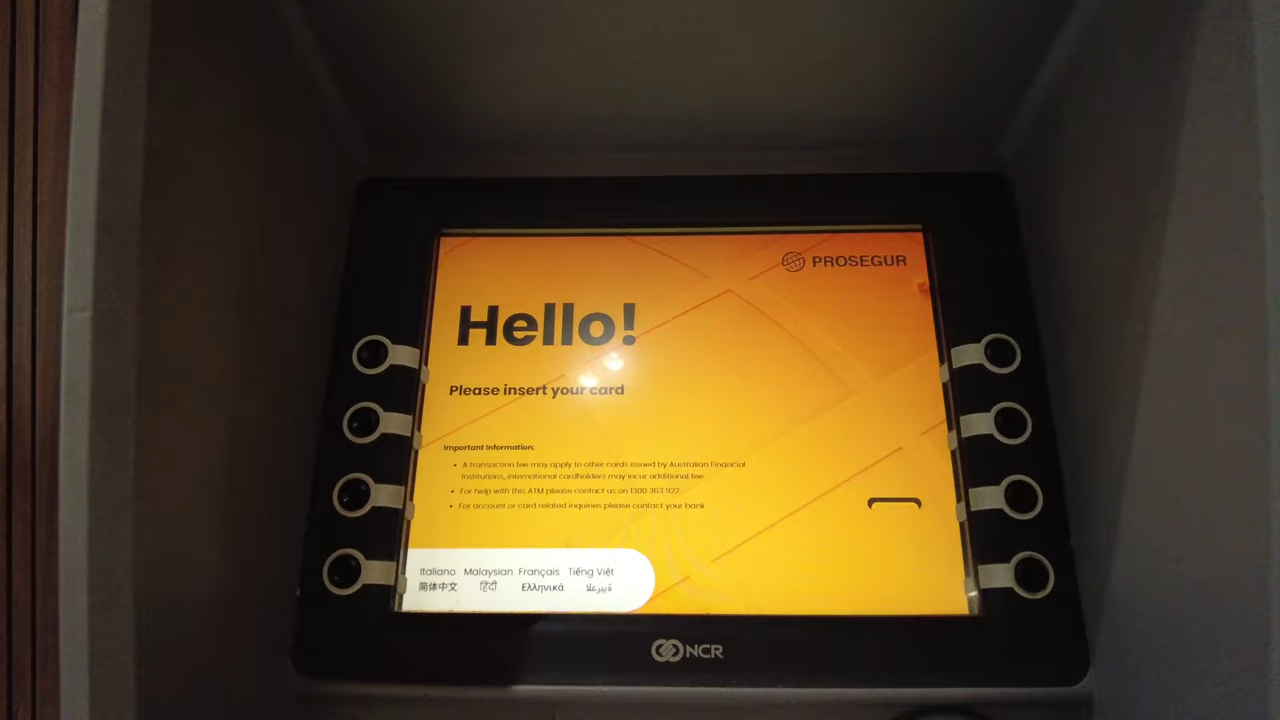 PROSEGUR
Hello!
Please insert your card
Important Information:
• A transaction fee may apply to other cards issued by Australian Financial
Institutions, international cardholders may incur additional fee.
• For help with this ATM please contact us on 1300 363 922
• For account or card related inquiries please contact your bank
Italiano Malaysian Français Tiếng Việt
简体中文 हिंदी Ελληνικά ةيبرعلا
NCR